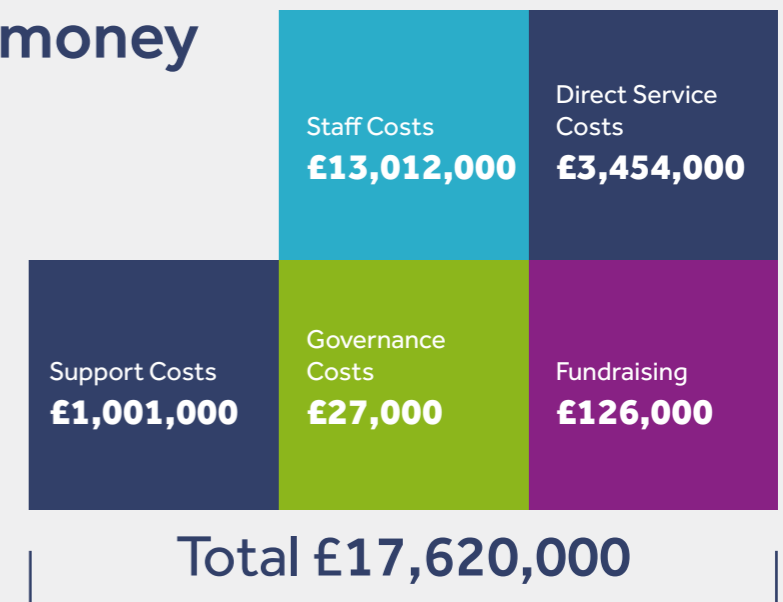 money
Staff Costs
£13,012,000
Direct Service
Costs
£3,454,000
Support Costs
£1,001,000
Governance
Costs
£27,000
Fundraising
£126,000
Total £17,620,000